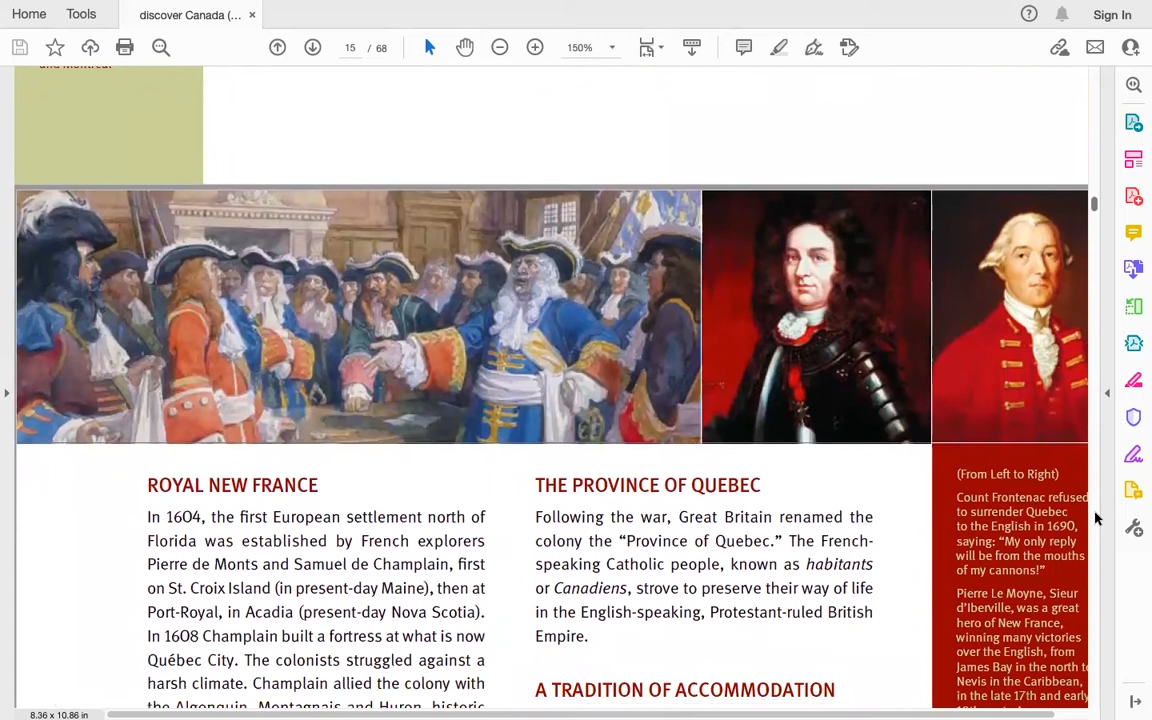 Home
Tools
discover Canada (... ×
Sign In
15 / 68
150%
ROYAL NEW FRANCE
In 1604, the first European settlement north of
Florida was established by French explorers
Pierre de Monts and Samuel de Champlain, first
on St. Croix Island (in present-day Maine), then at
Port-Royal, in Acadia (present-day Nova Scotia).
In 1608 Champlain built a fortress at what is now
Québec City. The colonists struggled against a
harsh climate. Champlain allied the colony with
the Algonquin, Montagnais and Huron, historic
THE PROVINCE OF QUEBEC
Following the war, Great Britain renamed the
colony the “Province of Quebec.” The French-
speaking Catholic people, known as habitants
or Canadiens, strove to preserve their way of life
in the English-speaking, Protestant-ruled British
Empire.
A TRADITION OF ACCOMMODATION
(From Left to Right)
Count Frontenac refused
to surrender Quebec
to the English in 1690,
saying: “My only reply
will be from the mouths
of my cannons!”
Pierre Le Moyne, Sieur
d’Iberville, was a great
hero of New France,
winning many victories
over the English, from
James Bay in the north to
Nevis in the Caribbean,
in the late 17th and early
8.36 x 10.86 in